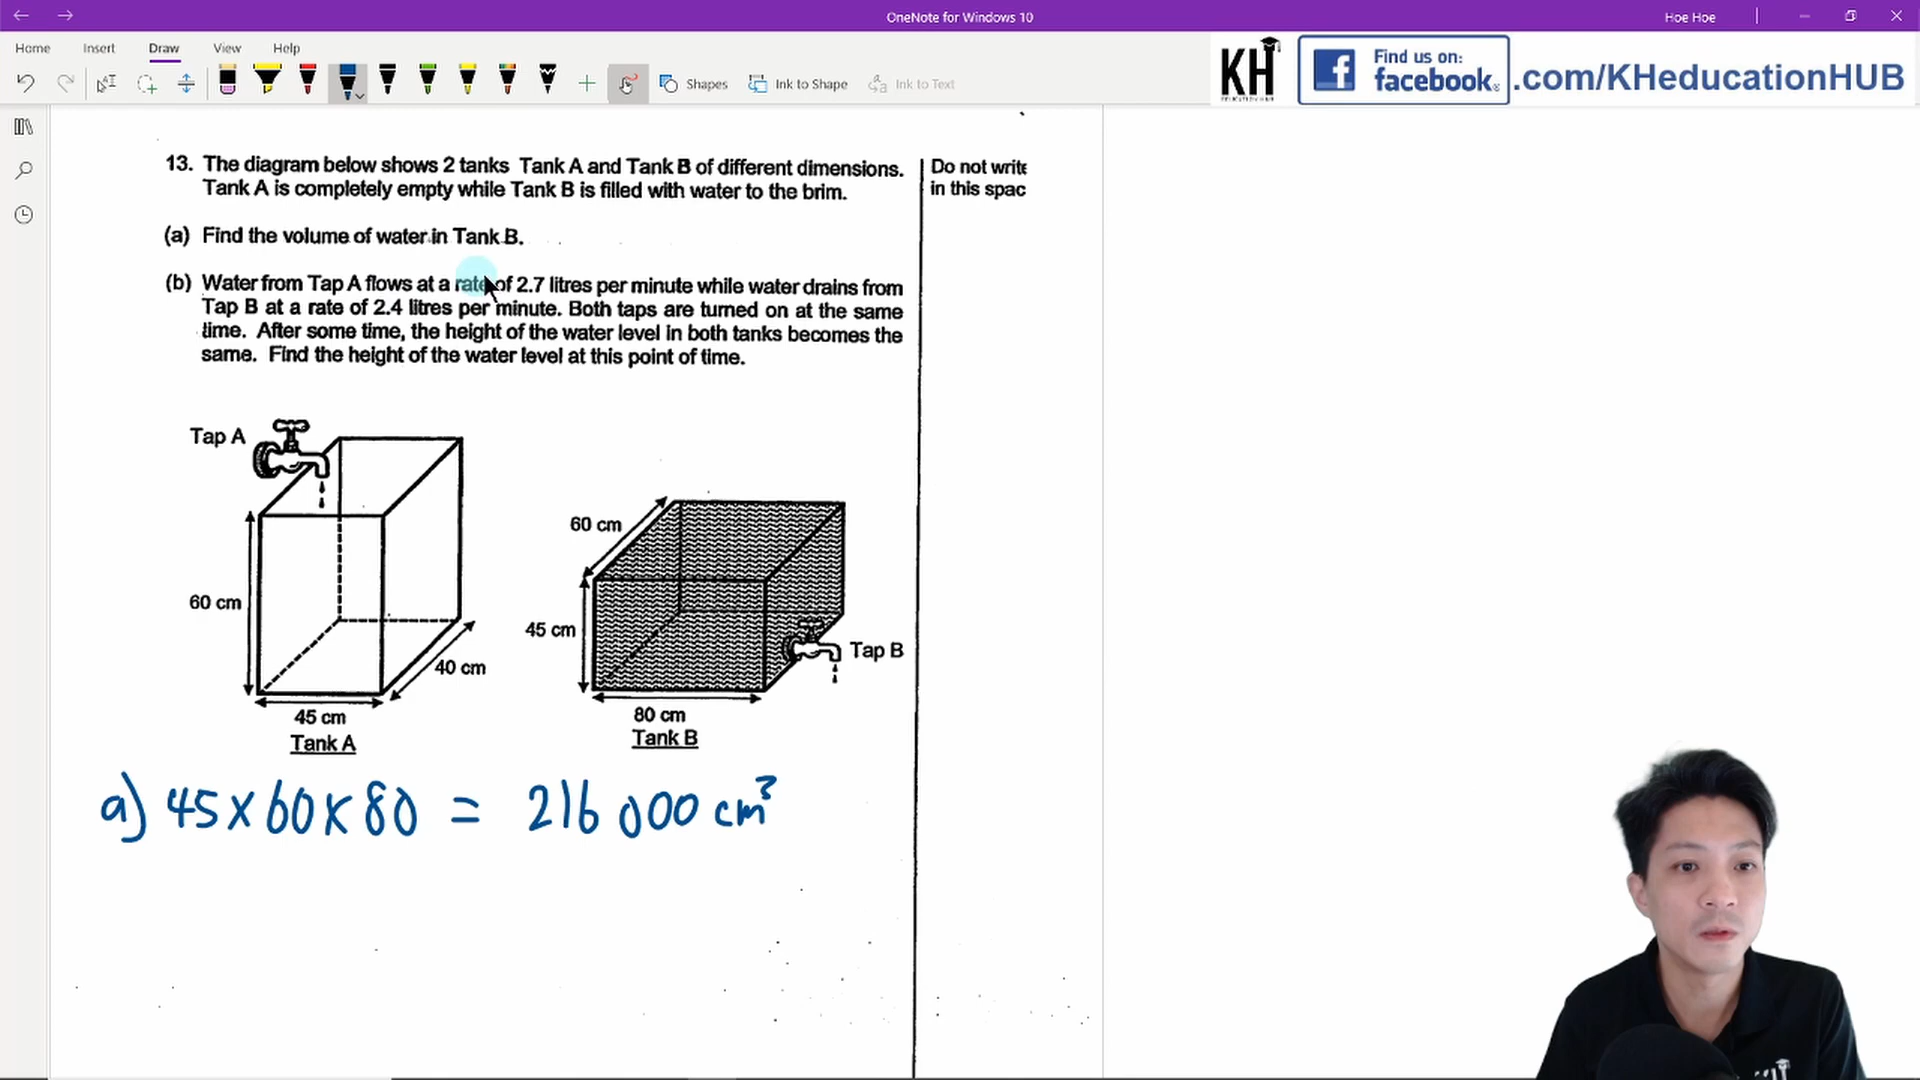 OneNote for Windows 10
Hoe Hoe
Home Insert Draw View Help
Shapes Ink to Shape Ink to Text
KH
Find us on:
facebook.com/KHeducationHUB
13. The diagram below shows 2 tanks Tank A and Tank B of different dimensions.
Tank A is completely empty while Tank B is filled with water to the brim.
Do not write
in this spac
(a) Find the volume of water in Tank B.
(b) Water from Tap A flows at a rate of 2.7 litres per minute while water drains from
Tap B at a rate of 2.4 litres per minute. Both taps are turned on at the same
time. After some time, the height of the water level in both tanks becomes the
same. Find the height of the water level at this point of time.
Tap A
60 cm
40 cm
45 cm
Tank A
60 cm
45 cm
Tap B
80 cm
Tank B
a) 45 x 60 x 80 = 216 000 cm³